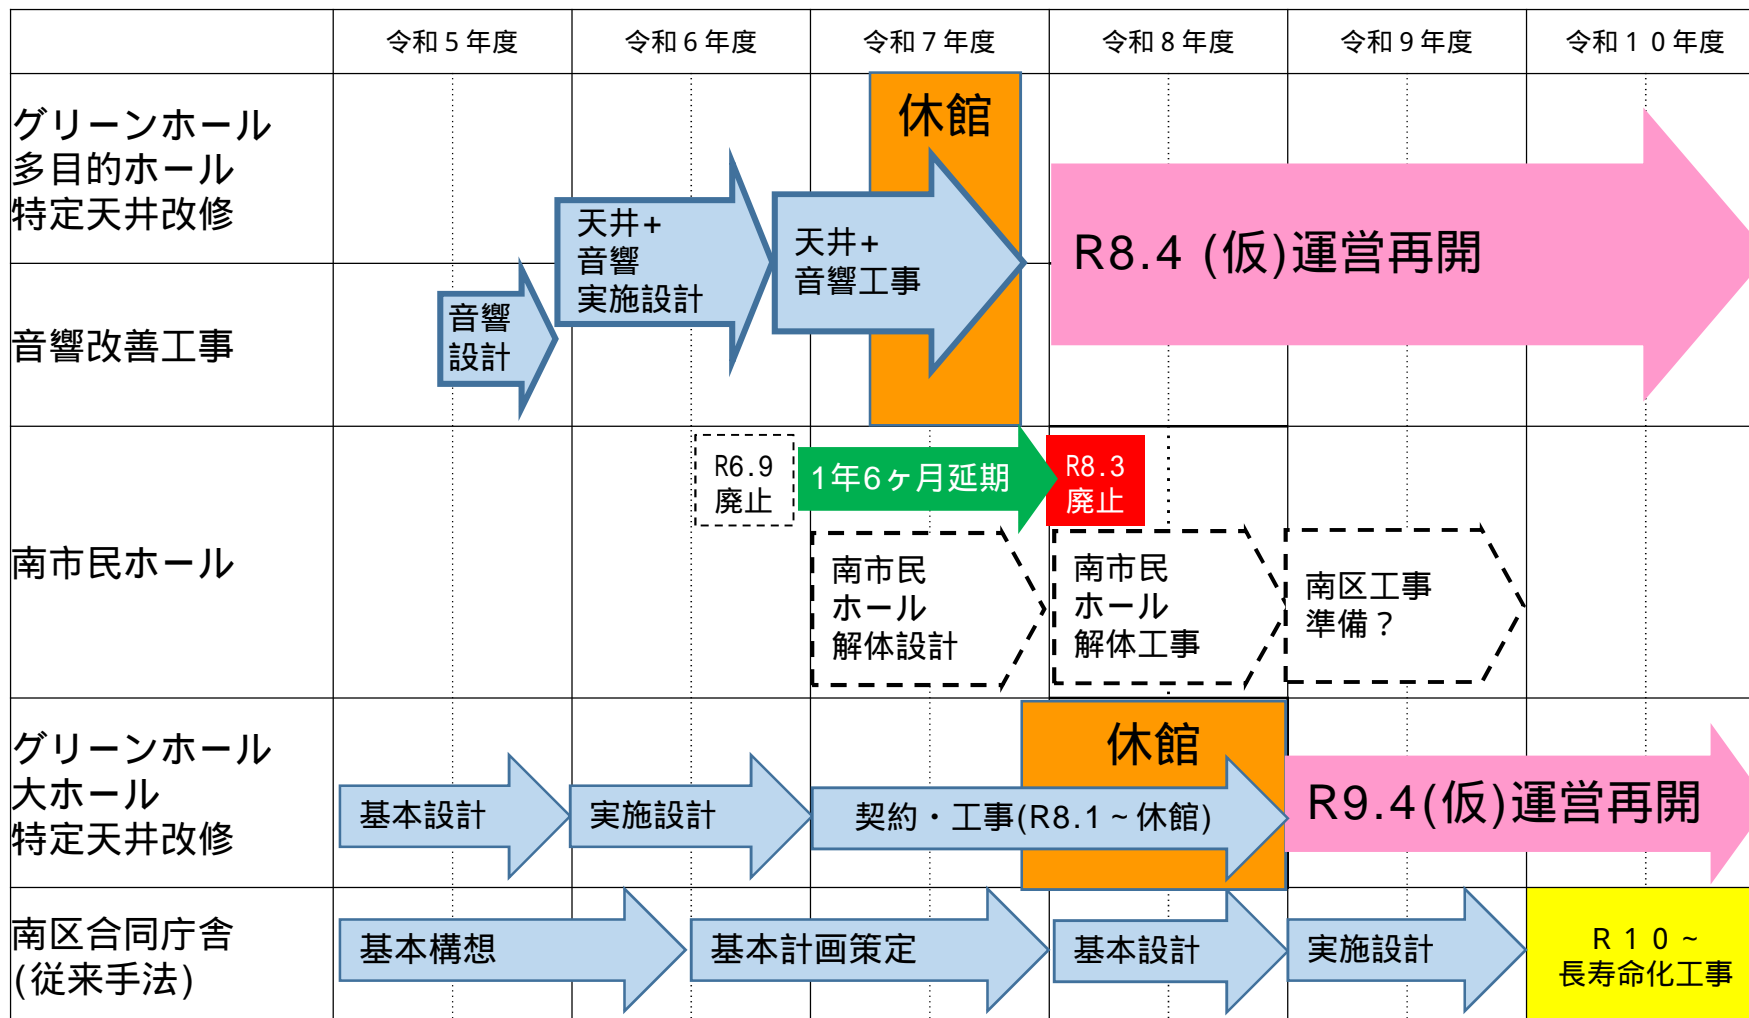 令和５年度
令和６年度
令和７年度
令和８年度
令和９年度
令和１０年度
グリーンホール
多目的ホール
特定天井改修
休館
天井+
音響
実施設計
天井+
音響工事
R8.4 (仮)運営再開
音響改善工事
音響
設計
南市民ホール
R6.9
廃止
1年6ヶ月延期
R8.3
廃止
南市民
ホール
解体設計
南市民
ホール
解体工事
南区工事
準備？
グリーンホール
大ホール
特定天井改修
基本設計
実施設計
契約・工事(R8.1～休館)
休館
R9.4(仮)運営再開
南区合同庁舎
(従来手法)
基本構想
基本計画策定
基本設計
実施設計
R１０～
長寿命化工事